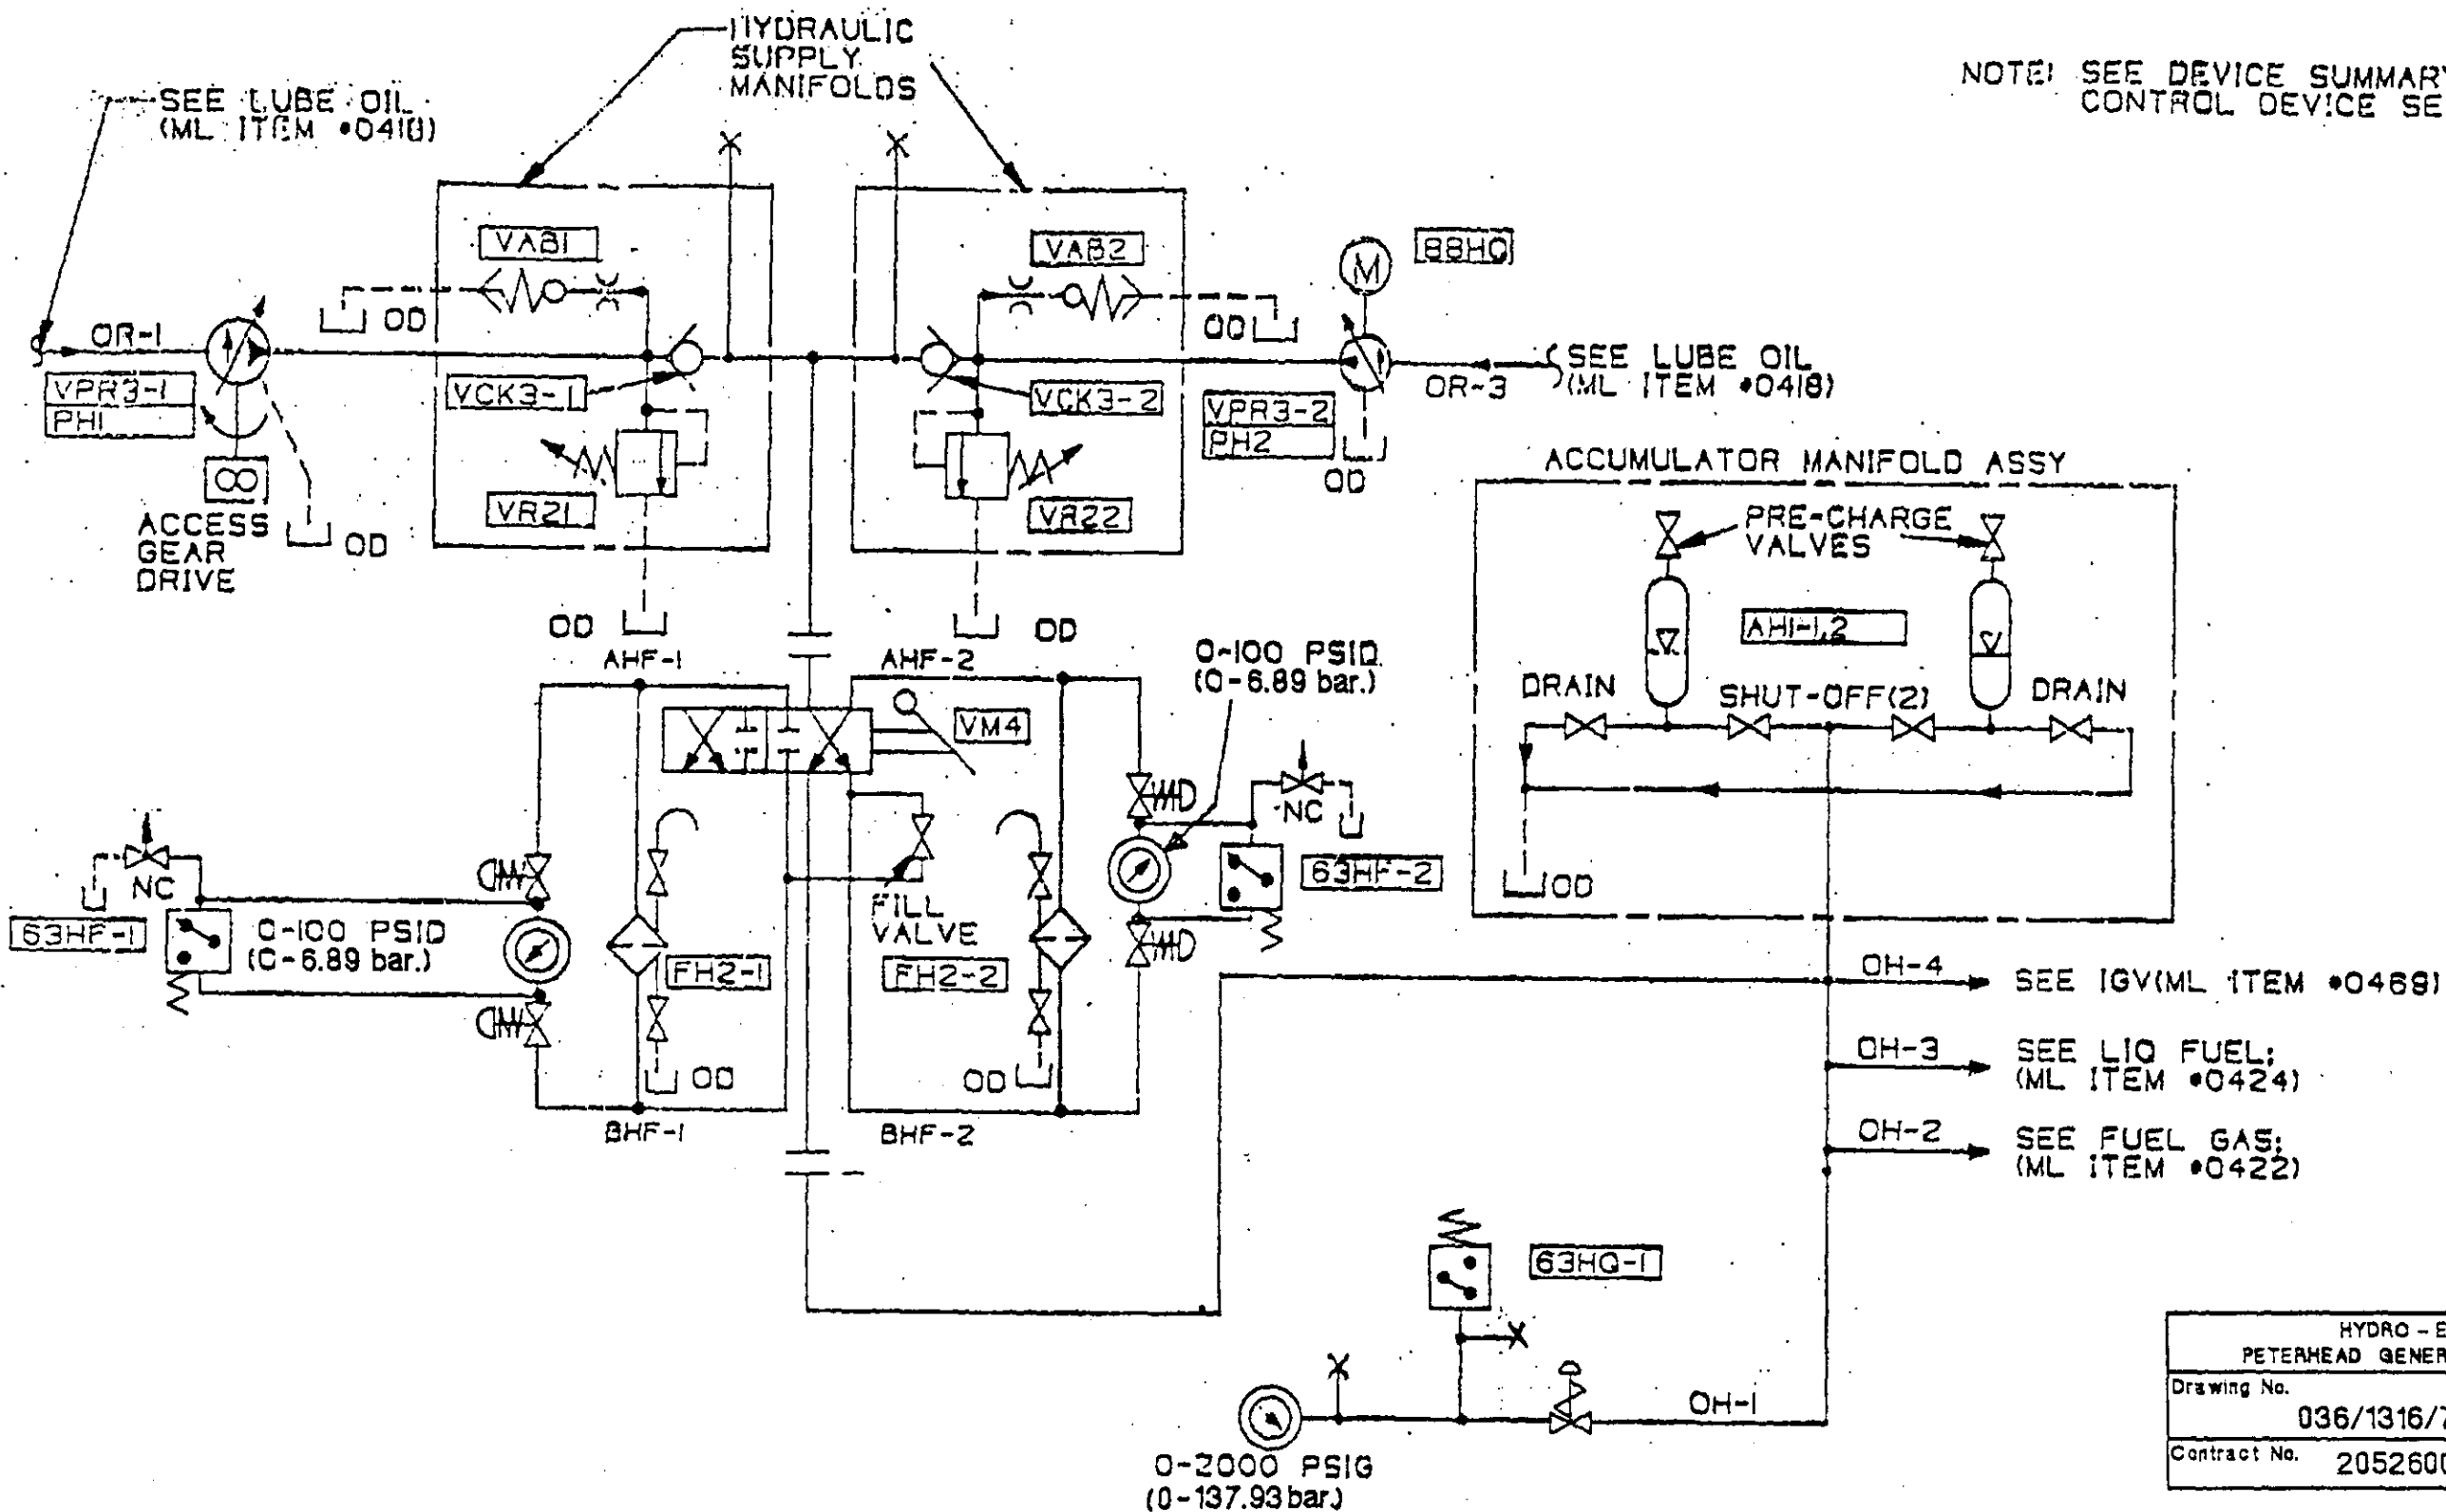 HYDRAULIC
SUPPLY
MANIFOLDS
NOTE: SEE DEVICE SUMMARY
CONTROL DEVICE SE
SEE LUBE OIL
(ML ITEM #0418)
VAB1
VAB2
88HQ
M
OD
OD
OR-1
VPR3-1
PH1
VCK3-1
VCK3-2
VPR3-2
PH2
OR-3
SEE LUBE OIL
(ML ITEM #0418)
OD
ACCESS
GEAR
DRIVE
OD
VR21
VR22
OD
OD
ACCUMULATOR MANIFOLD ASSY
PRE-CHARGE
VALVES
AH1-1,2
DRAIN
SHUT-OFF(2)
DRAIN
OD
AHF-1
AHF-2
0-100 PSID
(0-6.89 bar.)
VM4
NC
63HF-2
NC
63HF-1
0-100 PSID
(0-6.89 bar.)
FILL
VALVE
FH2-1
FH2-2
OD
OD
BHF-1
BHF-2
OH-4
SEE IGV(ML ITEM #0469)
OH-3
SEE LIQ FUEL;
(ML ITEM #0424)
OH-2
SEE FUEL GAS;
(ML ITEM #0422)
63HQ-1
OH-1
0-2000 PSIG
(0-137.93 bar.)
HYDRO - E
PETERHEAD GENER
Drawing No.
036/1316/7
Contract No. 2052600